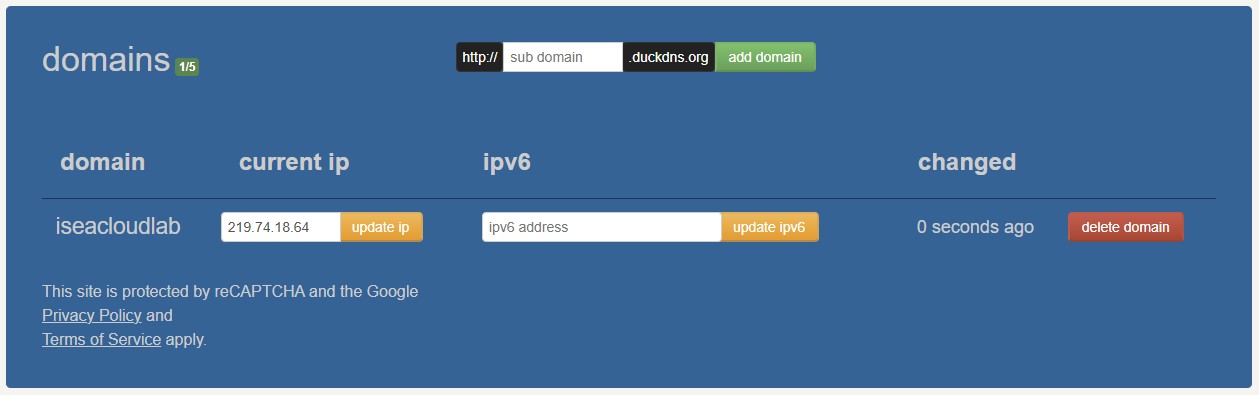 domains 1/5
http:// sub domain .duckdns.org add domain
domain current ip ipv6 changed
iseacloudlab 219.74.18.64 update ip ipv6 address update ipv6 0 seconds ago delete domain
This site is protected by reCAPTCHA and the Google
Privacy Policy and
Terms of Service apply.